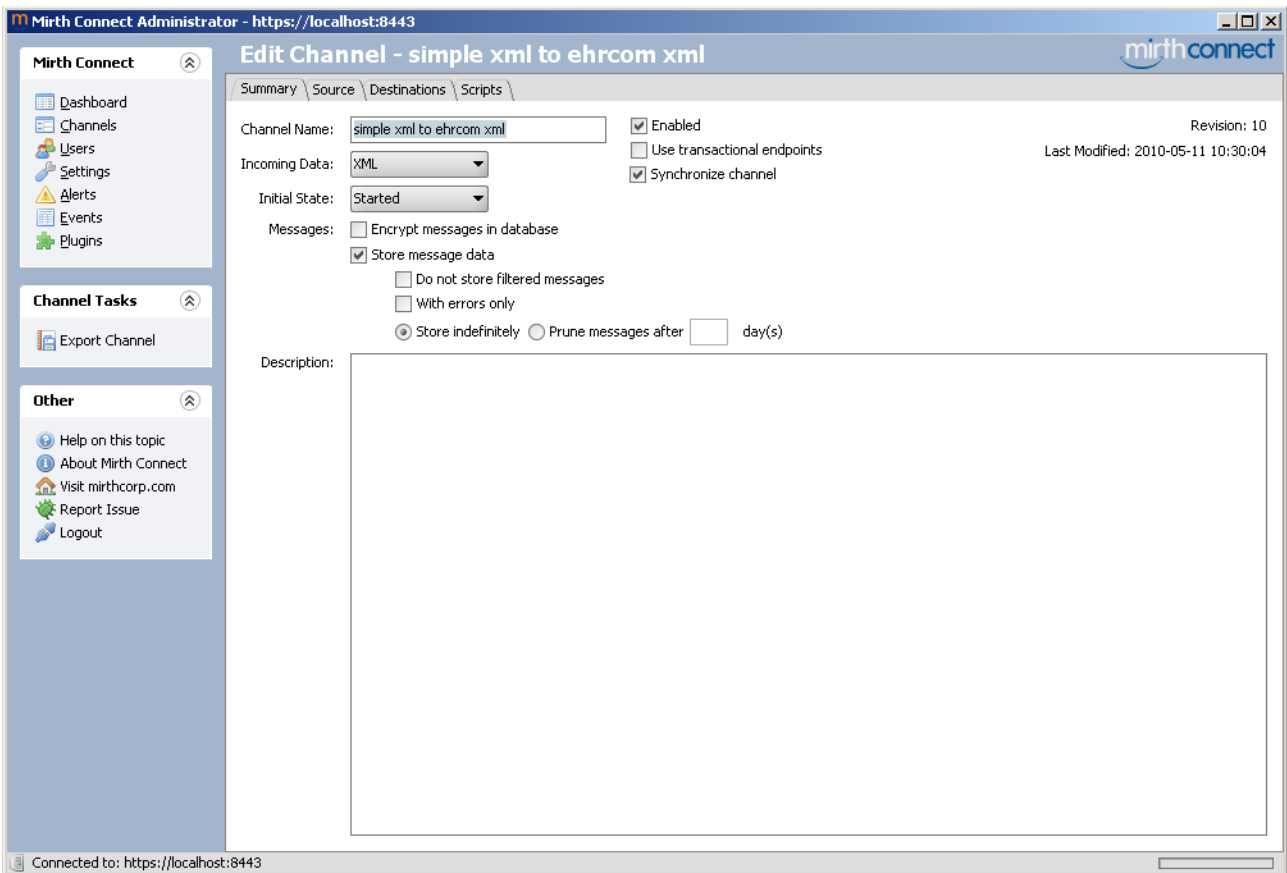 Mirth Connect Administrator - https://localhost:8443
Mirth Connect
Dashboard
Channels
Users
Settings
Alerts
Events
Plugins
Channel Tasks
Export Channel
Other
Help on this topic
About Mirth Connect
Visit mirthcorp.com
Report Issue
Logout
Edit Channel - simple xml to ehrcom xml
mirthconnect
Summary Source Destinations Scripts
Channel Name: simple xml to ehrcom xml
Enabled
Revision: 10
Incoming Data: XML
Use transactional endpoints
Last Modified: 2010-05-11 10:30:04
Synchronize channel
Initial State: Started
Messages: Encrypt messages in database
Store message data
Do not store filtered messages
With errors only
Store indefinitely Prune messages after day(s)
Description:
Connected to: https://localhost:8443